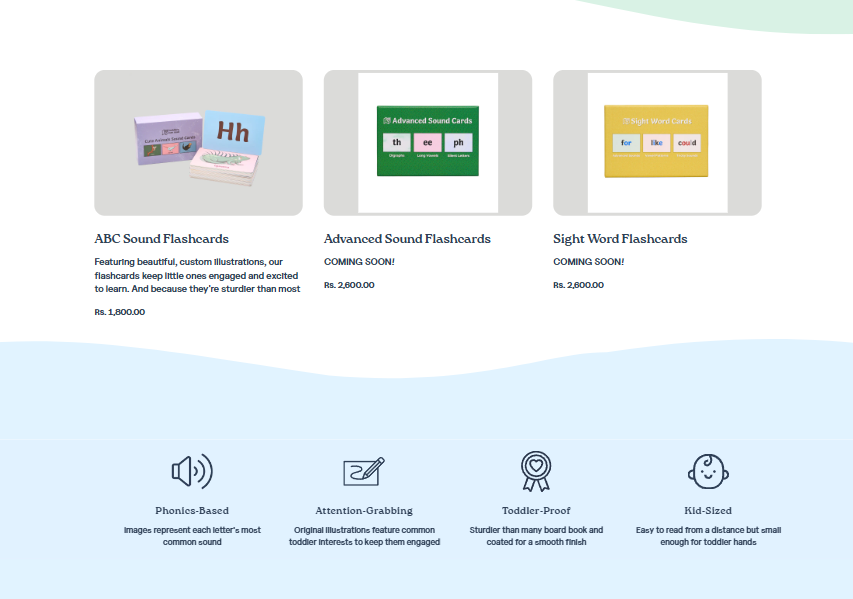 Hh
Advanced Sound Cards
th
ee
ph
Digraphs
Long Vowels
Silent Letters
Sight Word Cards
for
like
could
ABC Sound Flashcards
Featuring beautiful, custom illustrations, our
flashcards keep little ones engaged and excited
to learn. And because they're sturdier than most
Rs. 1,800.00
Advanced Sound Flashcards
COMING SOON!
Rs. 2,600.00
Sight Word Flashcards
COMING SOON!
Rs. 2,600.00
Phonics-Based
Images represent each letter's most
common sound
Attention-Grabbing
Original illustrations feature common
toddler interests to keep them engaged
Toddler-Proof
Sturdier than many board book and
coated for a smooth finish
Kid-Sized
Easy to read from a distance but small
enough for toddler hands